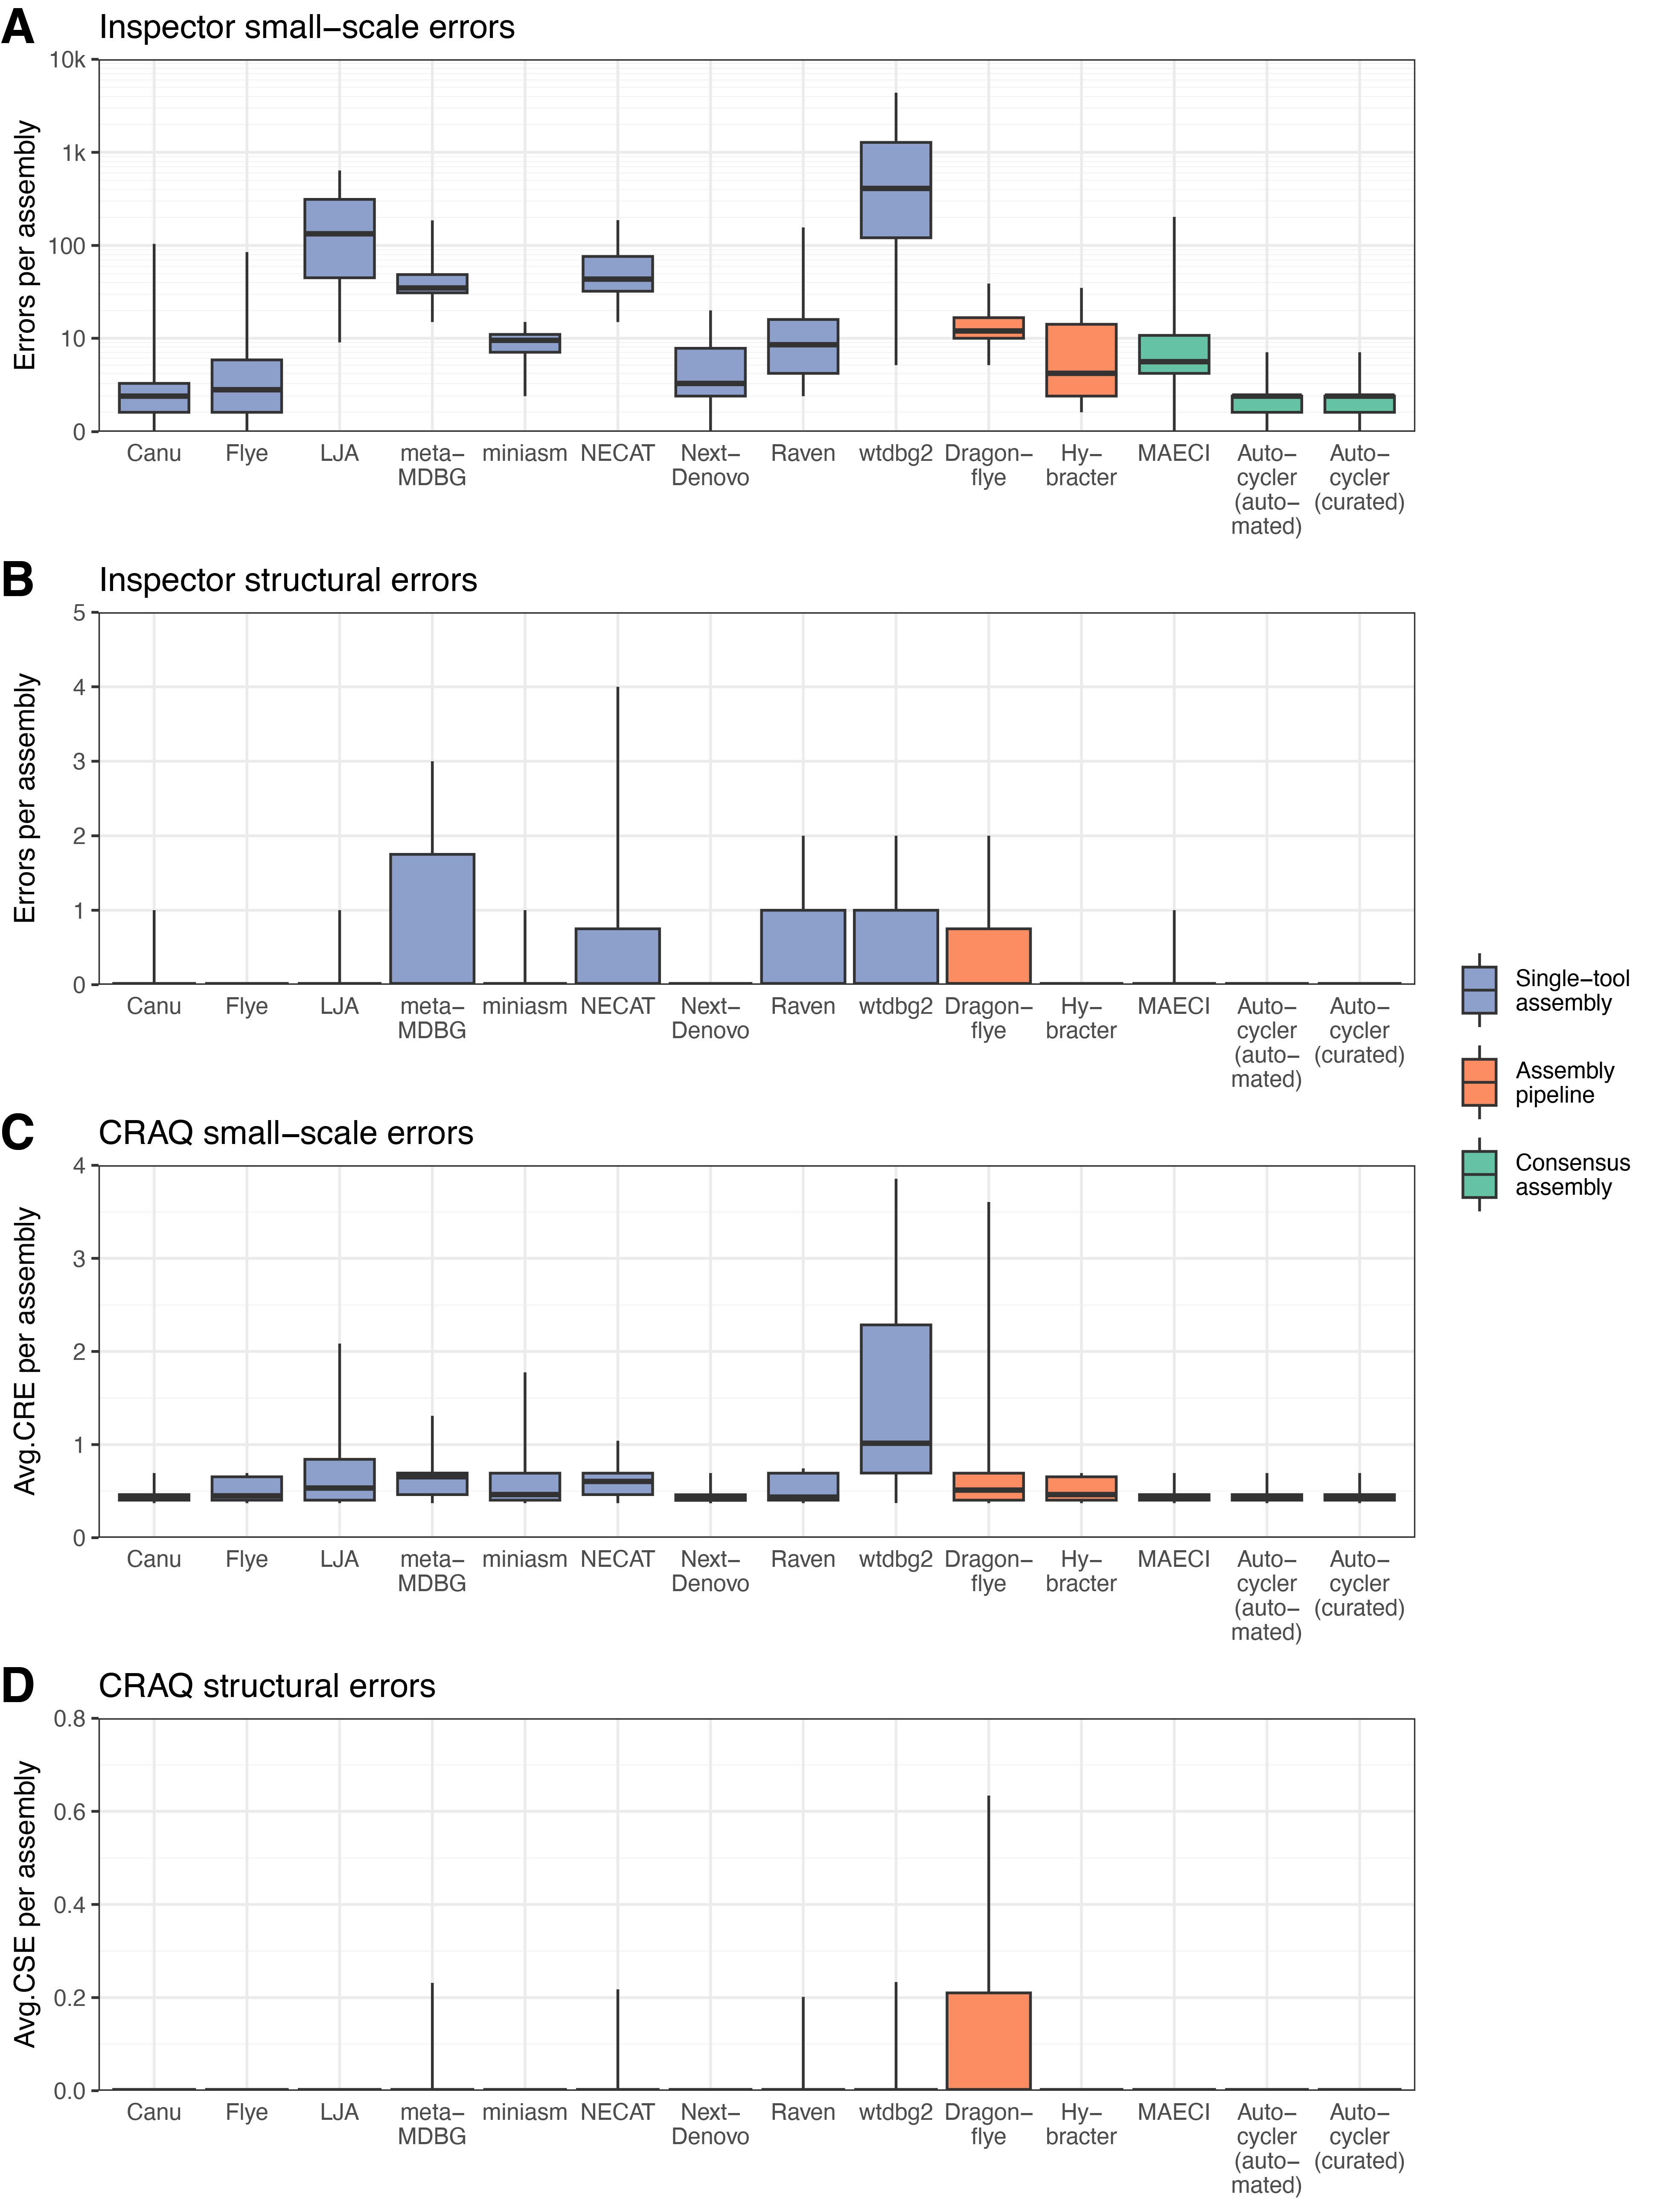 A
Inspector small−scale errors
Errors per assembly
10k
1k
100
10
0
Canu
Flye
LJA
meta−
MDBG
miniasm
NECAT
Next−
Denovo
Raven
wtdbg2
Dragon−
flye
Hy−
bracter
MAECI
Auto−
cycler
(auto−
mated)
Auto−
cycler
(curated)
B
Inspector structural errors
Errors per assembly
5
4
3
2
1
0
Canu
Flye
LJA
meta−
MDBG
miniasm
NECAT
Next−
Denovo
Raven
wtdbg2
Dragon−
flye
Hy−
bracter
MAECI
Auto−
cycler
(auto−
mated)
Auto−
cycler
(curated)
Single−tool
assembly
Assembly
pipeline
Consensus
assembly
C
CRAQ small−scale errors
Avg.CRE per assembly
4
3
2
1
0
Canu
Flye
LJA
meta−
MDBG
miniasm
NECAT
Next−
Denovo
Raven
wtdbg2
Dragon−
flye
Hy−
bracter
MAECI
Auto−
cycler
(auto−
mated)
Auto−
cycler
(curated)
D
CRAQ structural errors
Avg.CSE per assembly
0.8
0.6
0.4
0.2
0.0
Canu
Flye
LJA
meta−
MDBG
miniasm
NECAT
Next−
Denovo
Raven
wtdbg2
Dragon−
flye
Hy−
bracter
MAECI
Auto−
cycler
(auto−
mated)
Auto−
cycler
(curated)